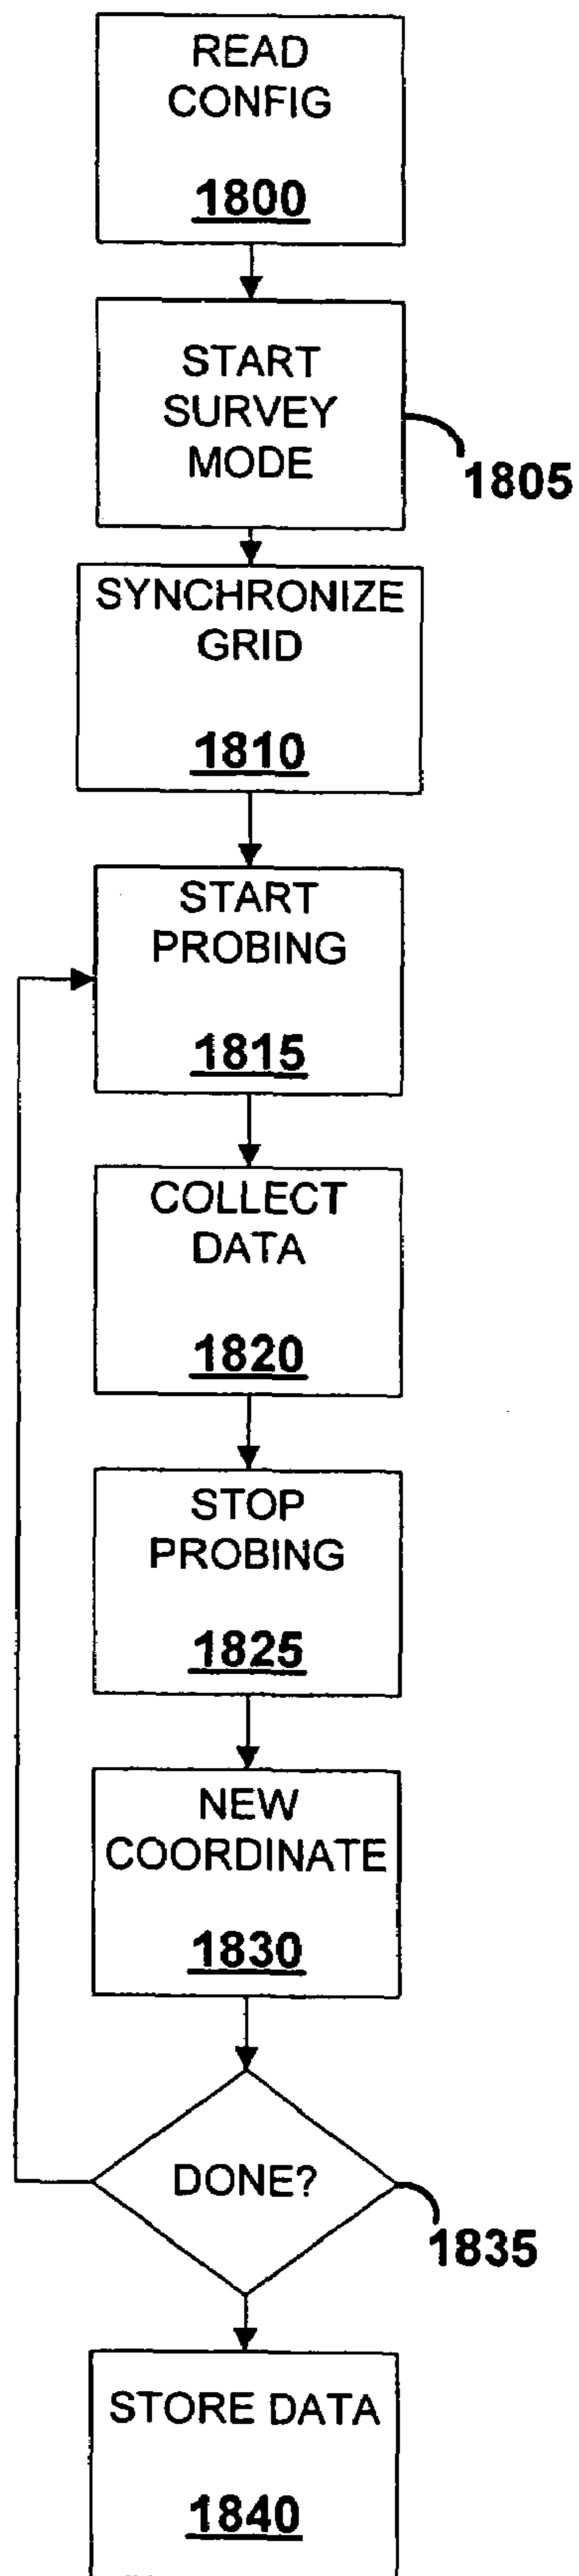 READ
CONFIG
1800
START
SURVEY
MODE
1805
SYNCHRONIZE
GRID
1810
START
PROBING
1815
COLLECT
DATA
1820
STOP
PROBING
1825
NEW
COORDINATE
1830
DONE?
1835
STORE DATA
1840